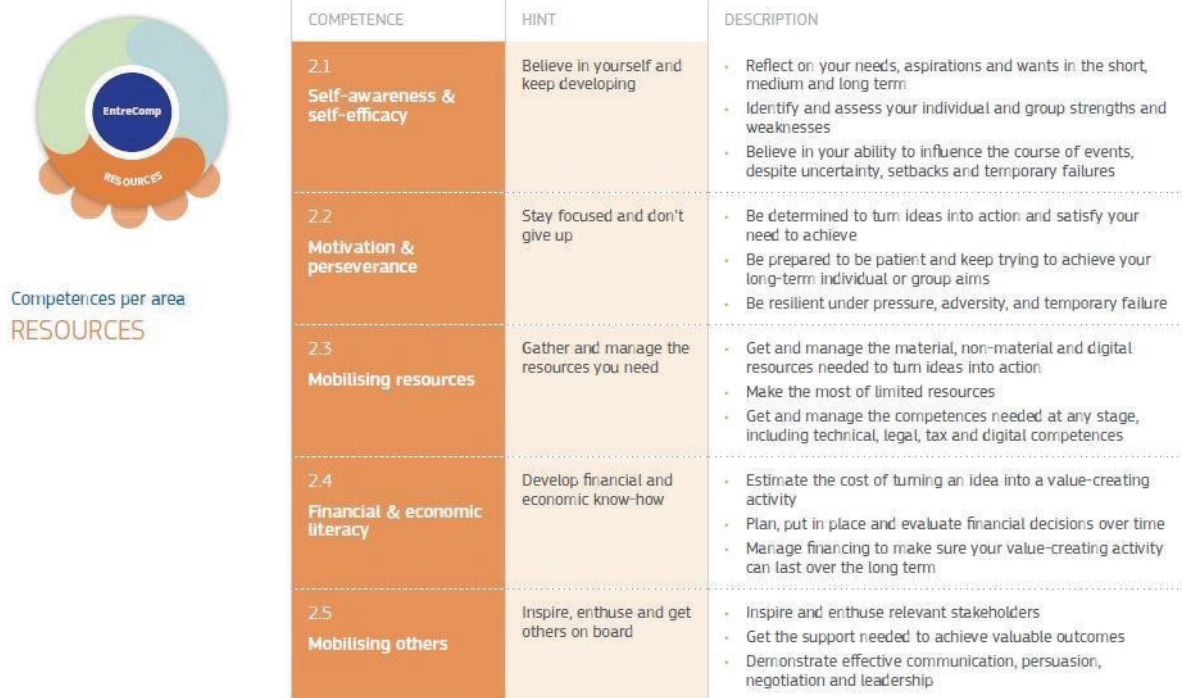 EntreComp
RESOURCES
Competences per area
RESOURCES
COMPETENCE
HINT
DESCRIPTION
2.1
Self-awareness &
self-efficacy
Believe in yourself and
keep developing
• Reflect on your needs, aspirations and wants in the short,
medium and long term
• Identify and assess your individual and group strengths and
weaknesses
• Believe in your ability to influence the course of events,
despite uncertainty, setbacks and temporary failures
2.2
Motivation &
perseverance
Stay focused and don't
give up
• Be determined to turn ideas into action and satisfy your
need to achieve
• Be prepared to be patient and keep trying to achieve your
long-term individual or group aims
• Be resilient under pressure, adversity, and temporary failure
2.3
Mobilising resources
Gather and manage the
resources you need
• Get and manage the material, non-material and digital
resources needed to turn ideas into action
• Make the most of limited resources
• Get and manage the competences needed at any stage,
including technical, legal, tax and digital competences
2.4
Financial & economic
literacy
Develop financial and
economic know-how
• Estimate the cost of turning an idea into a value-creating
activity
• Plan, put in place and evaluate financial decisions over time
• Manage financing to make sure your value-creating activity
can last over the long term
2.5
Mobilising others
Inspire, enthuse and get
others on board
• Inspire and enthuse relevant stakeholders
• Get the support needed to achieve valuable outcomes
• Demonstrate effective communication, persuasion,
negotiation and leadership